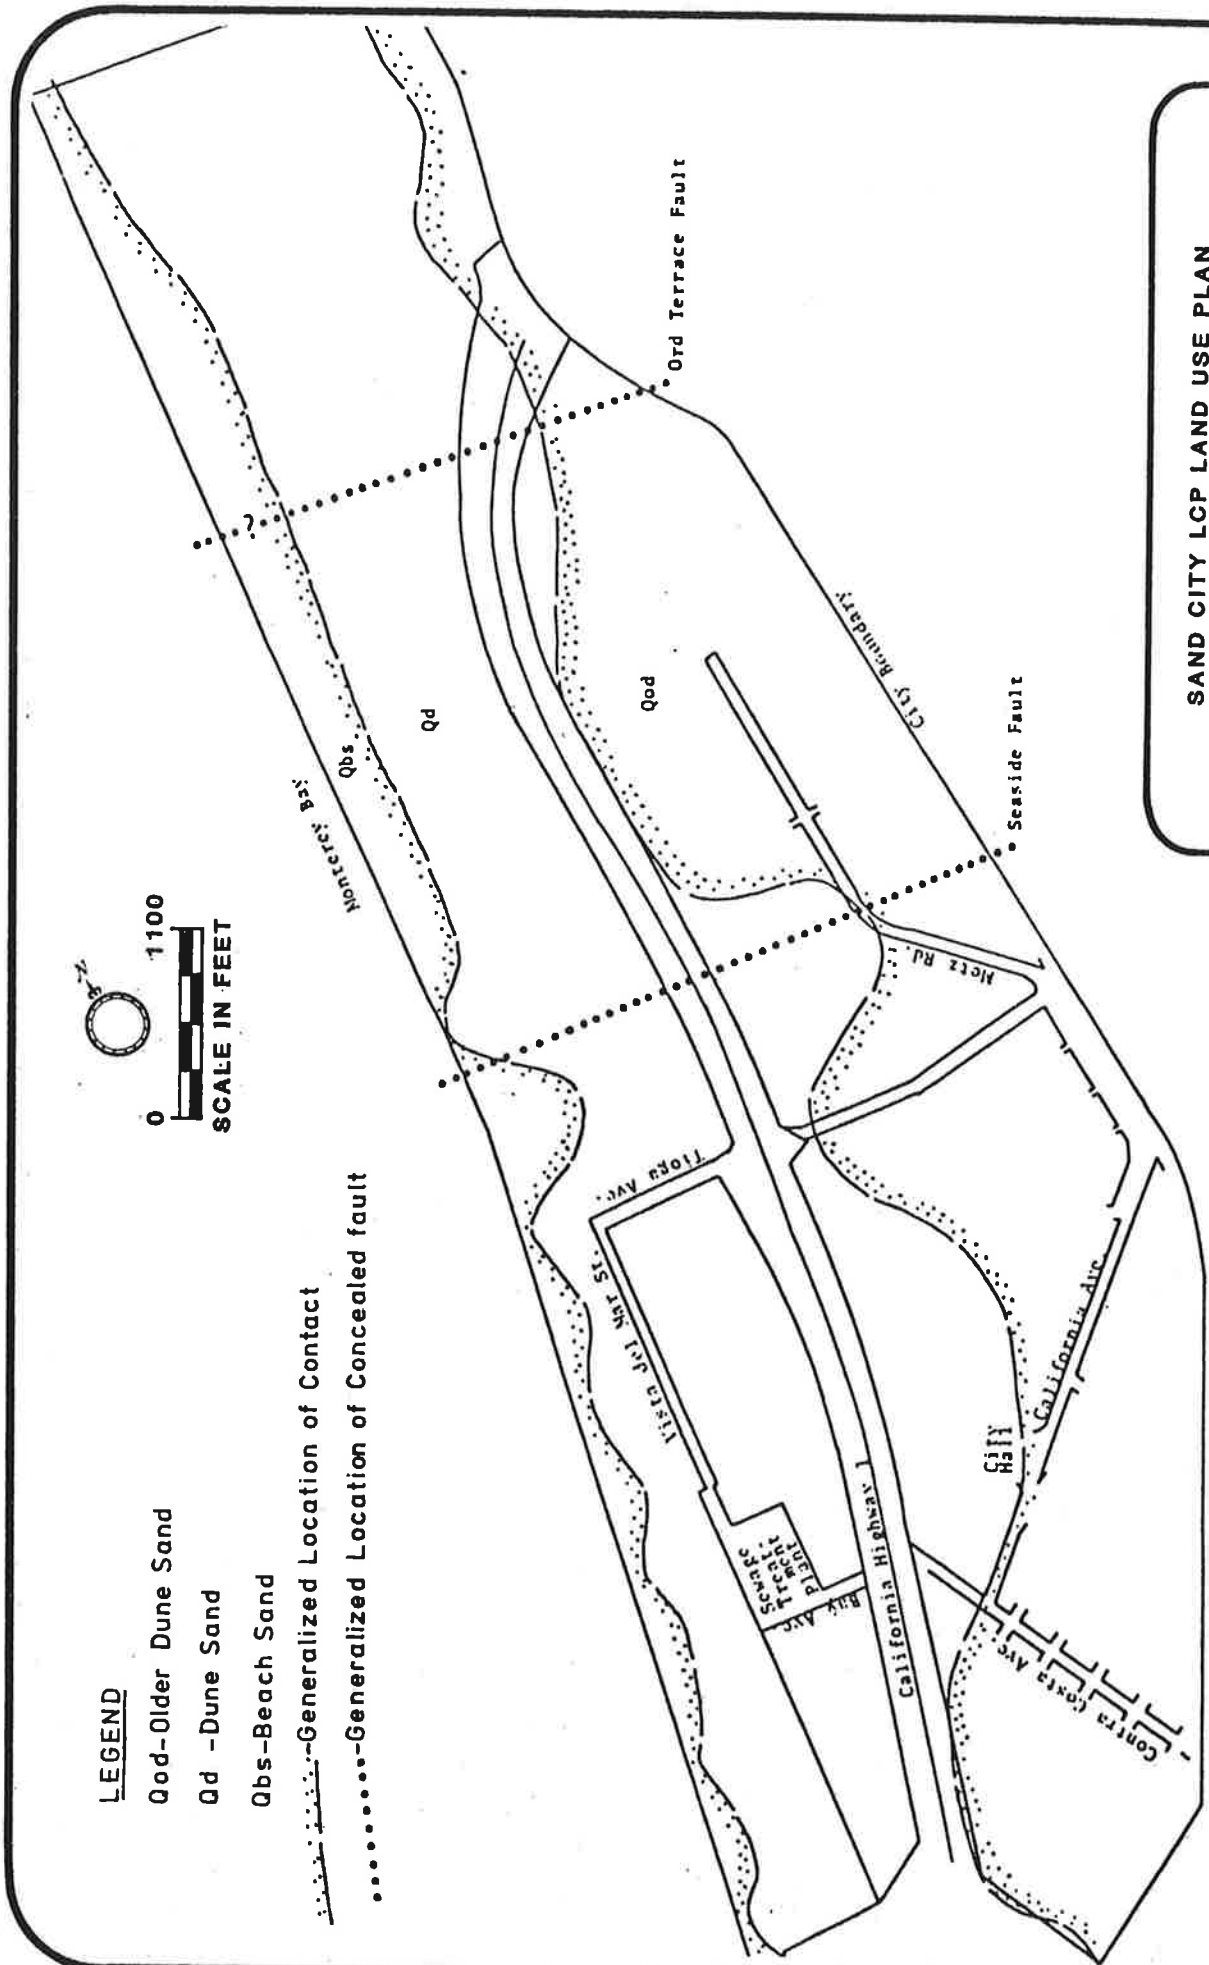 LEGEND
Qod-Older Dune Sand
Qd -Dune Sand
Qbs-Beach Sand
-Generalized Location of Contact
-Generalized Location of Concealed fault
N
0 1100
SCALE IN FEET
Monterey Bay
Qbs
Qd
Qod
?
Ord Terrace Fault
Seaside Fault
City Boundary
Metz Rd.
Tioga Ave.
Vista del Mar St.
Sewage
Treat-
ment
Plant
Bay Ave.
California Highway 1
City
Hall
California Ave.
Contra Costa Ave.
SAND CITY LCP LAND USE PLAN